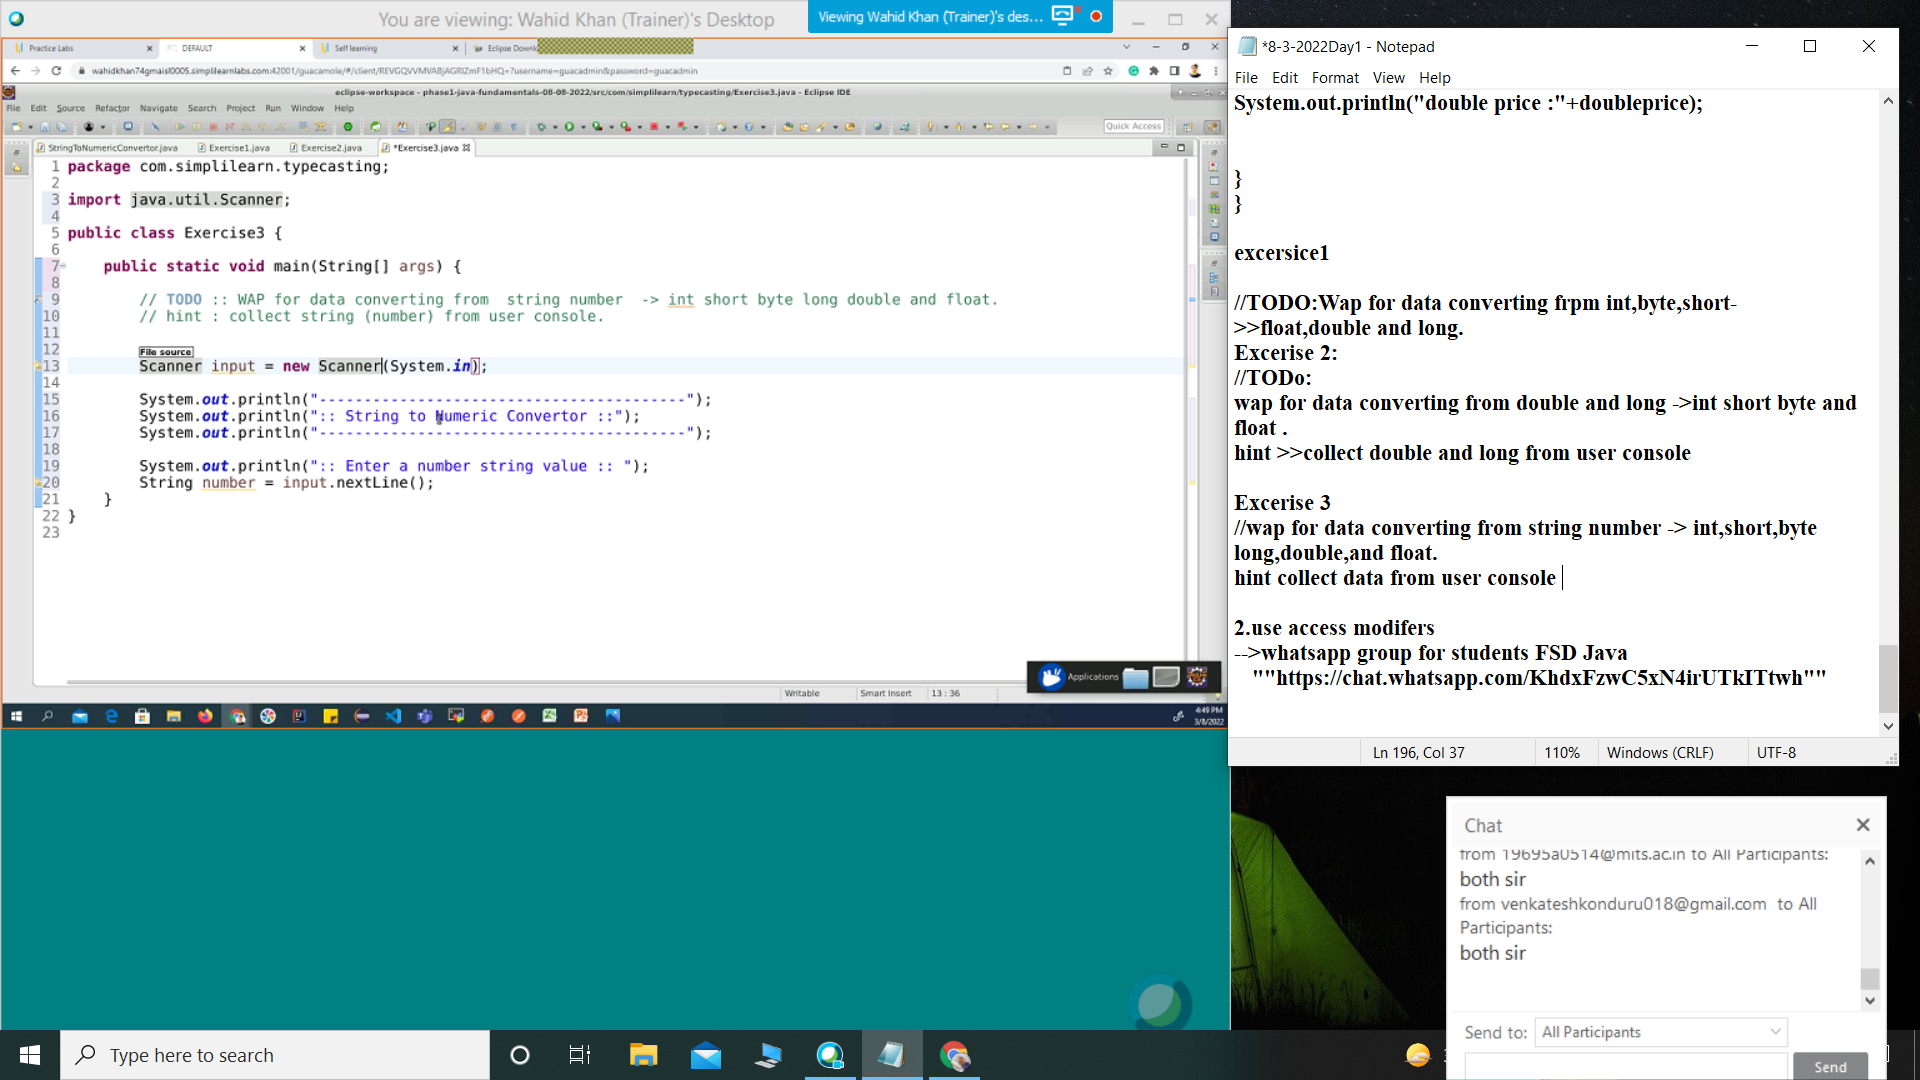 You are viewing: Wahid Khan (Trainer)'s Desktop
Viewing Wahid Khan (Trainer)'s des...
Practice Labs
DEFAULT
Self learning
Eclipse Downl
wahidkhan74gmaisl0005.simplilearnlabs.com:42001/guacamole/#/client/REVGQVVMVABjAGRlZmF1bHQ=?username=guacadmin&password=guacadmin
eclipse-workspace - phase1-java-fundamentals-08-08-2022/src/com/simplilearn/typecasting/Exercise3.java - Eclipse IDE
File Edit Source Refactor Navigate Search Project Run Window Help
Quick Access
StringToNumericConvertor.java Exercise1.java Exercise2.java *Exercise3.java
1 package com.simplilearn.typecasting;
2
3 import java.util.Scanner;
4
5 public class Exercise3 {
6
7 public static void main(String[] args) {
8
9 // TODO :: WAP for data converting from  string number  -> int short byte long double and float.
10 // hint : collect string (number) from user console.
11
12
File source
13 Scanner input = new Scanner(System.in);
14
15 System.out.println("-----------------------------------------");
16 System.out.println(":: String to Numeric Convertor ::");
17 System.out.println("-----------------------------------------");
18
19 System.out.println(":: Enter a number string value :: ");
20 String number = input.nextLine();
21 }
22 }
23
Applications
Writable Smart Insert 13 : 36
4:49 PM
3/8/2022
*8-3-2022Day1 - Notepad
File Edit Format View Help
System.out.println("double price :"+doubleprice);
}
}
excersice1
//TODO:Wap for data converting frpm int,byte,short-
>>float,double and long.
Excerise 2:
//TODo:
wap for data converting from double and long ->int short byte and
float .
hint >>collect double and long from user console
Excerise 3
//wap for data converting from string number -> int,short,byte
long,double,and float.
hint collect data from user console
2.use access modifers
-->whatsapp group for students FSD Java
""https://chat.whatsapp.com/KhdxFzwC5xN4irUTkITtwh""
Ln 196, Col 37 110% Windows (CRLF) UTF-8
Chat
from 19695a0514@mits.ac.in to All Participants:
both sir
from venkateshkonduru018@gmail.com to All
Participants:
both sir
Send to: All Participants
Send
Type here to search